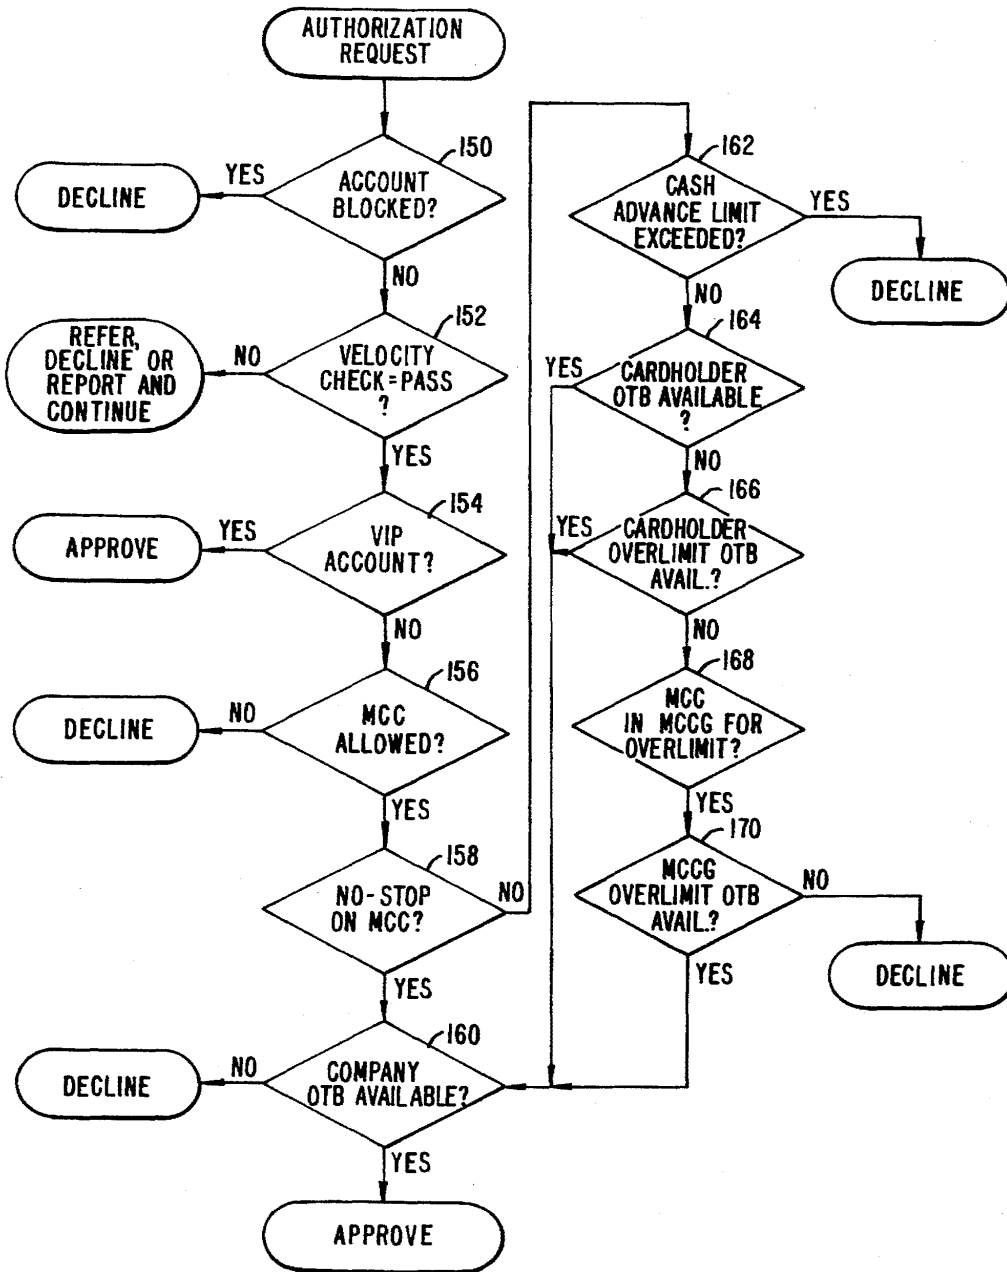 AUTHORIZATION
REQUEST
150
ACCOUNT
BLOCKED?
YES
DECLINE
NO
152
VELOCITY
CHECK=PASS
?
NO
REFER,
DECLINE OR
REPORT AND
CONTINUE
YES
154
VIP
ACCOUNT?
YES
APPROVE
NO
156
MCC
ALLOWED?
NO
DECLINE
YES
158
NO-STOP
ON MCC?
NO
YES
160
COMPANY
OTB AVAILABLE?
NO
DECLINE
YES
APPROVE
162
CASH
ADVANCE LIMIT
EXCEEDED?
YES
DECLINE
NO
164
CARDHOLDER
OTB AVAILABLE
?
YES
NO
166
CARDHOLDER
OVERLIMIT OTB
AVAIL.?
YES
NO
168
MCC
IN MCCG FOR
OVERLIMIT?
YES
170
MCCG
OVERLIMIT OTB
AVAIL.?
NO
DECLINE
YES